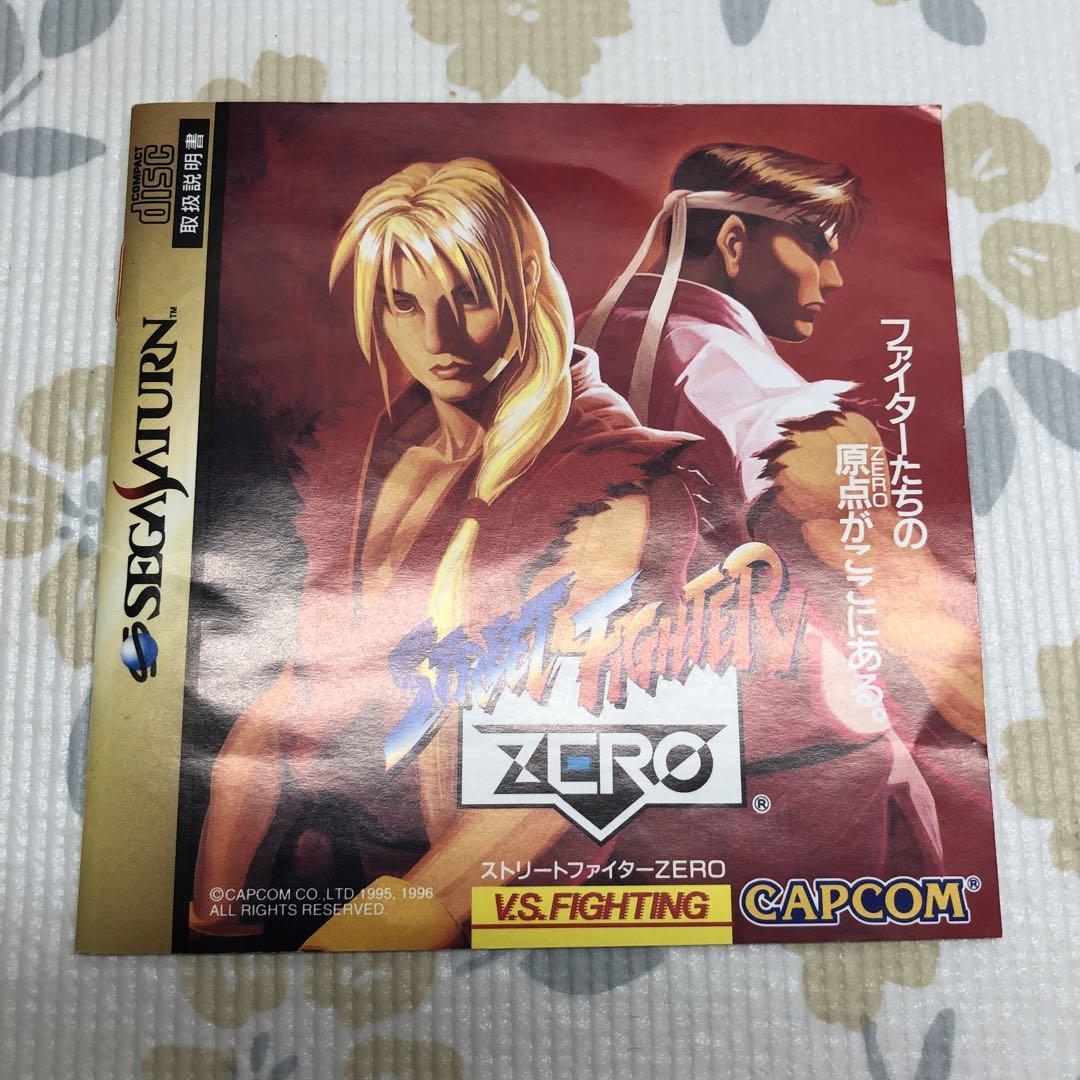 COMPACT
disc
取扱説明書
SEGA SATURN™
ファイターたちの
原点がここにある。
ZERO
STREET FIGHTER
ZERO
®
ストリートファイターZERO
V.S. FIGHTING
CAPCOM®
©CAPCOM CO.,LTD.1995, 1996
ALL RIGHTS RESERVED.